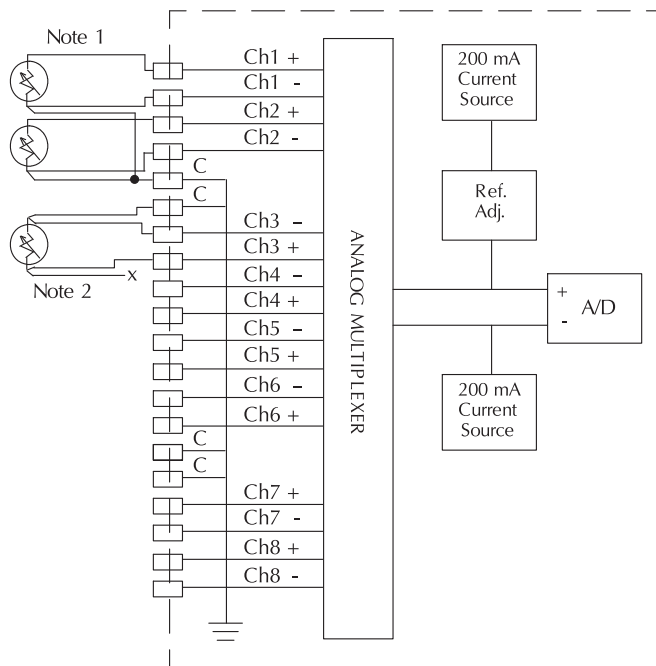 Note 1
Ch1 +
Ch1 -
Ch2 +
Ch2 -
C
C
Ch3 -
Ch3 +
Note 2
x
Ch4 -
Ch4 +
Ch5 -
Ch5 +
Ch6 -
Ch6 +
C
C
Ch7 +
Ch7 -
Ch8 +
Ch8 -
ANALOG MULTIPLEXER
200 mA
Current
Source
Ref.
Adj.
+
-
A/D
200 mA
Current
Source